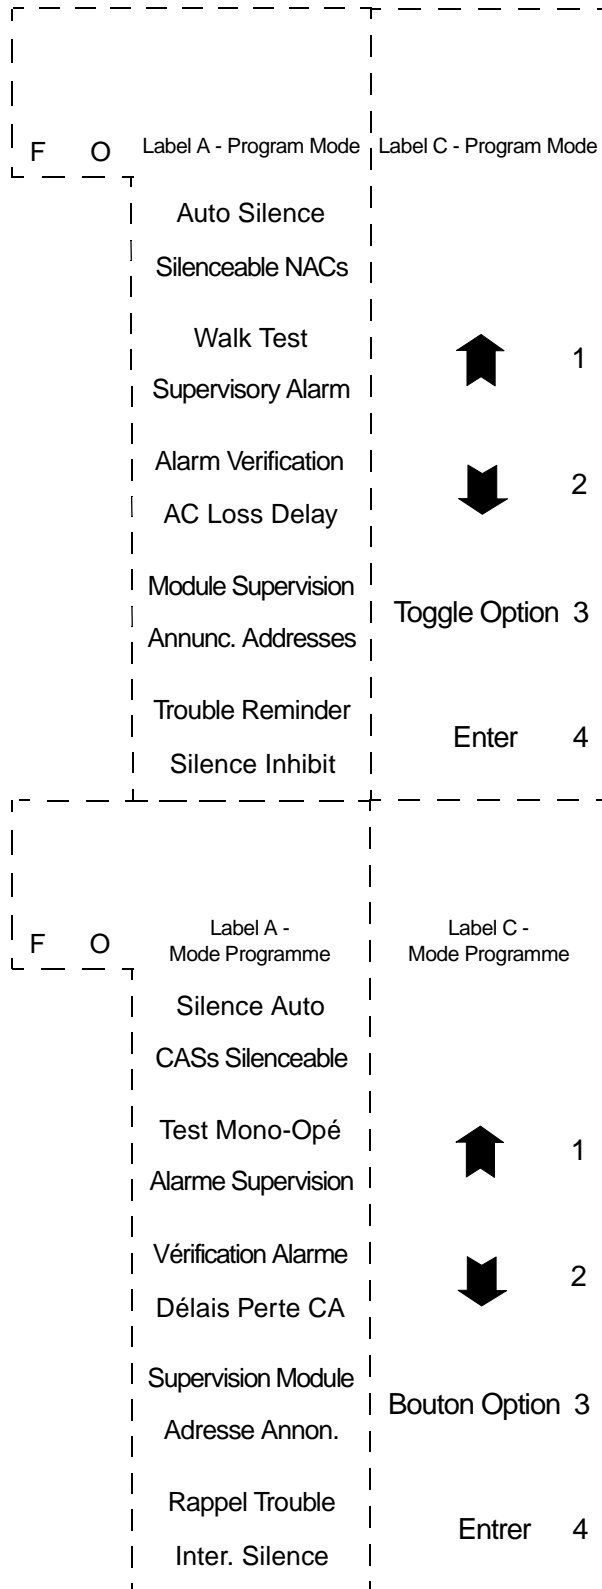 F O Label A - Program Mode Label C - Program Mode
Auto Silence
Silenceable NACs
Walk Test
1
Supervisory Alarm
Alarm Verification
2
AC Loss Delay
Module Supervision
Toggle Option 3
Annunc. Addresses
Trouble Reminder
Enter 4
Silence Inhibit
F O
Label A -
Mode Programme
Label C -
Mode Programme
Silence Auto
CASs Silenceable
Test Mono-Opé
1
Alarme Supervision
Vérification Alarme
2
Délais Perte CA
Supervision Module
Bouton Option 3
Adresse Annon.
Rappel Trouble
Entrer 4
Inter. Silence